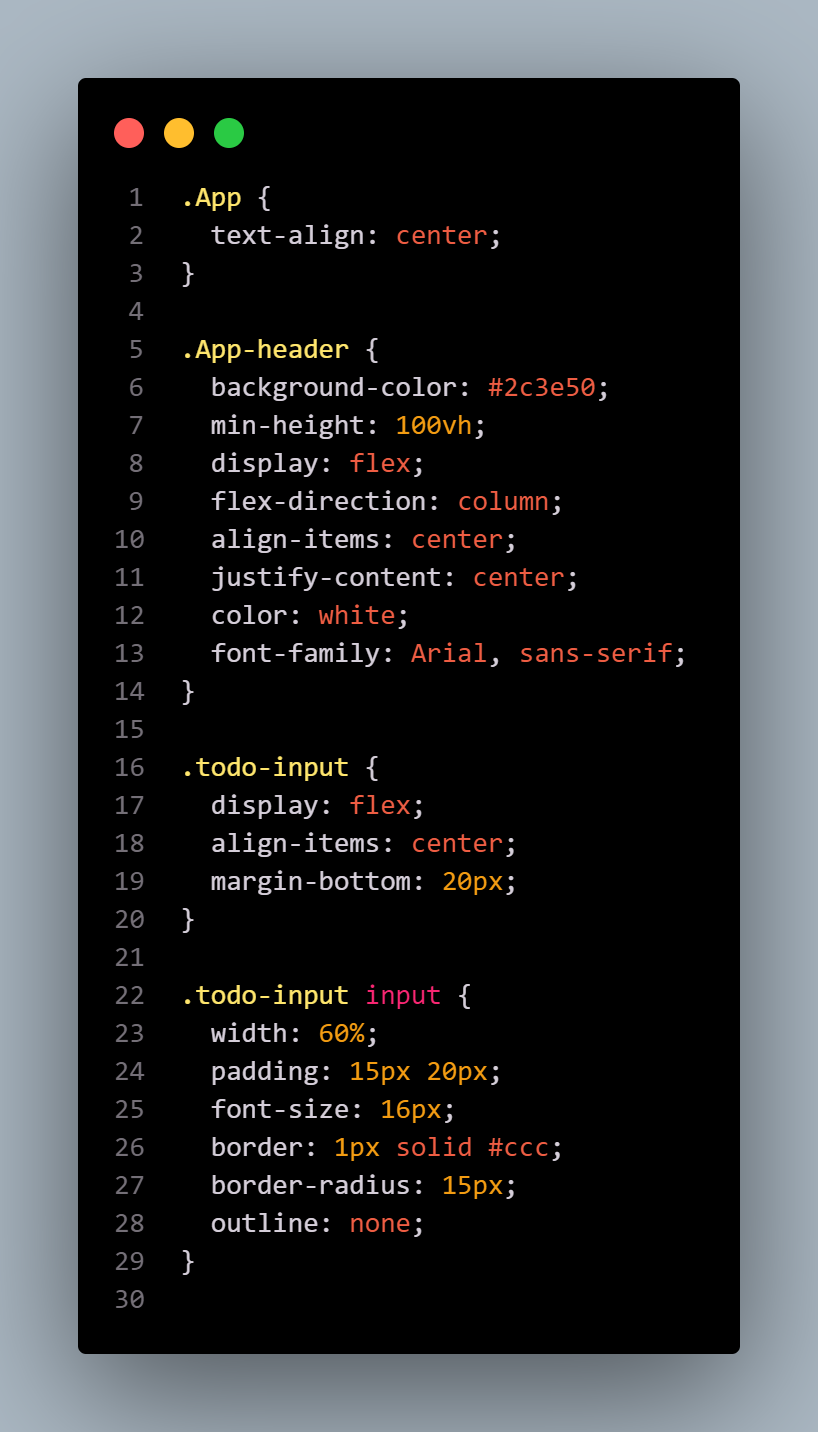 1 .App {
2   text-align: center;
3 }
4
5 .App-header {
6   background-color: #2c3e50;
7   min-height: 100vh;
8   display: flex;
9   flex-direction: column;
10   align-items: center;
11   justify-content: center;
12   color: white;
13   font-family: Arial, sans-serif;
14 }
15
16 .todo-input {
17   display: flex;
18   align-items: center;
19   margin-bottom: 20px;
20 }
21
22 .todo-input input {
23   width: 60%;
24   padding: 15px 20px;
25   font-size: 16px;
26   border: 1px solid #ccc;
27   border-radius: 15px;
28   outline: none;
29 }
30